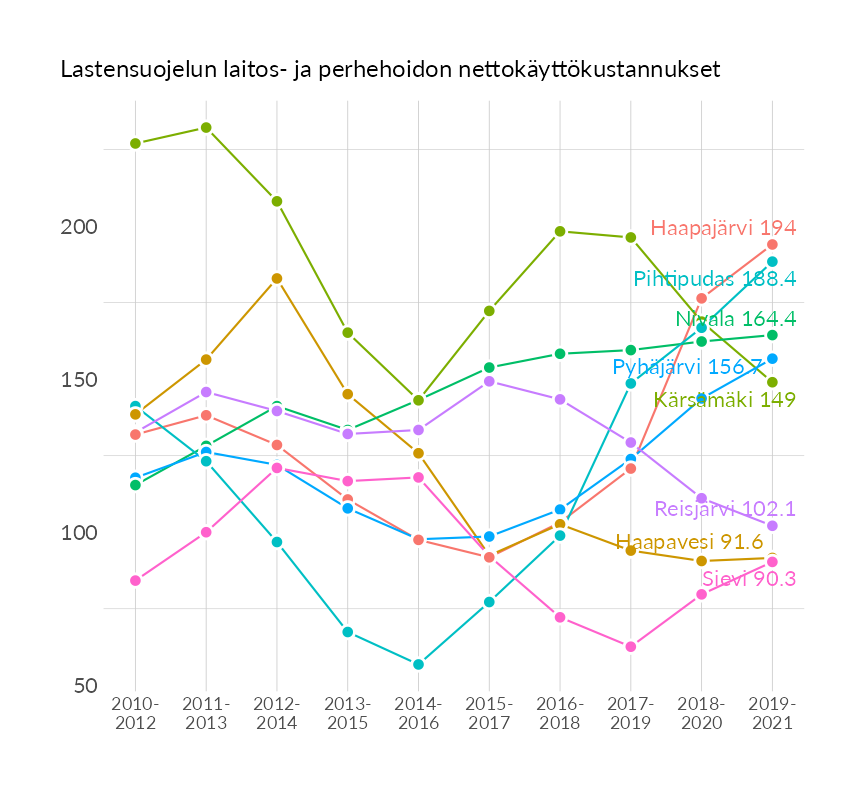 Lastensuojelun laitos- ja perhehoidon nettokäyttökustannukset
200
150
100
50
Haapajärvi 194
Pihtipudas 188.4
Nivala 164.4
Pyhäjärvi 156.7
Kärsämäki 149
Reisjärvi 102.1
Haapavesi 91.6
Sievi 90.3
2010-
2012
2011-
2013
2012-
2014
2013-
2015
2014-
2016
2015-
2017
2016-
2018
2017-
2019
2018-
2020
2019-
2021